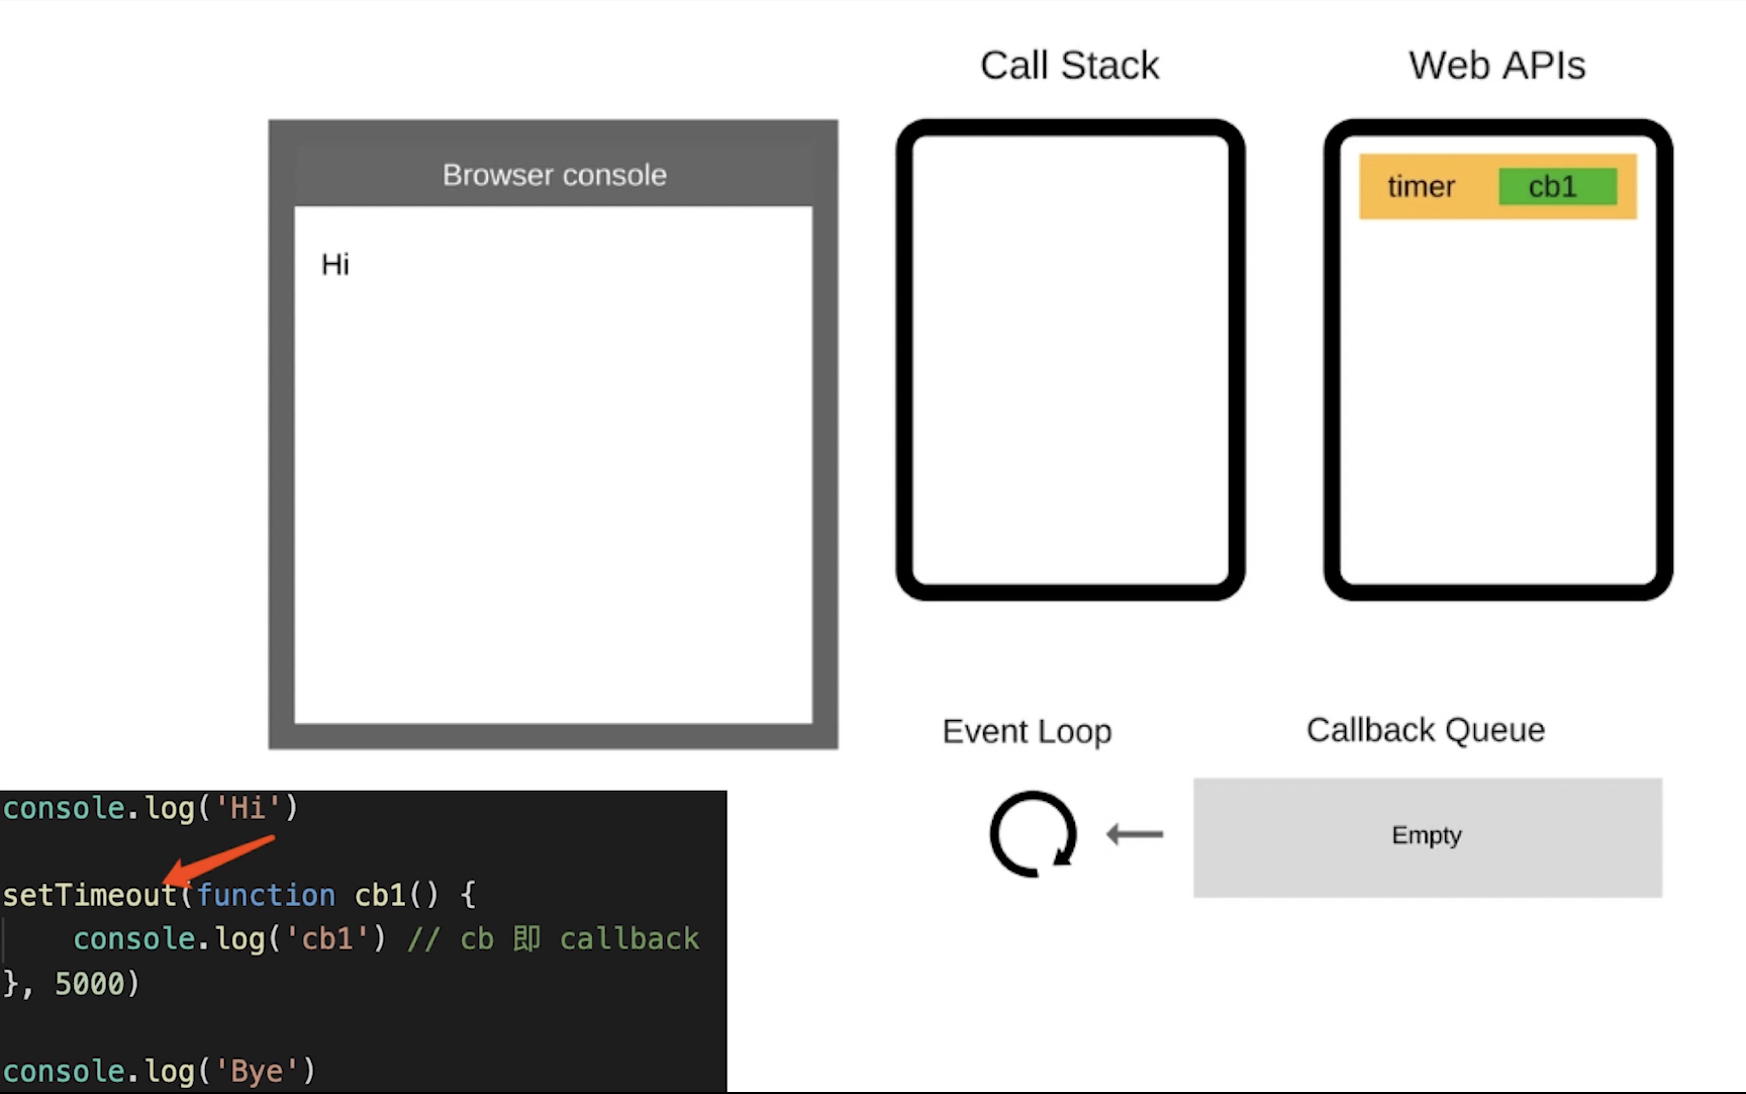 Call Stack
Web APIs
Browser console
timer
cb1
Hi
Event Loop
Callback Queue
Empty
console.log('Hi')
setTimeout(function cb1() {
    console.log('cb1') // cb 即 callback
}, 5000)
console.log('Bye')